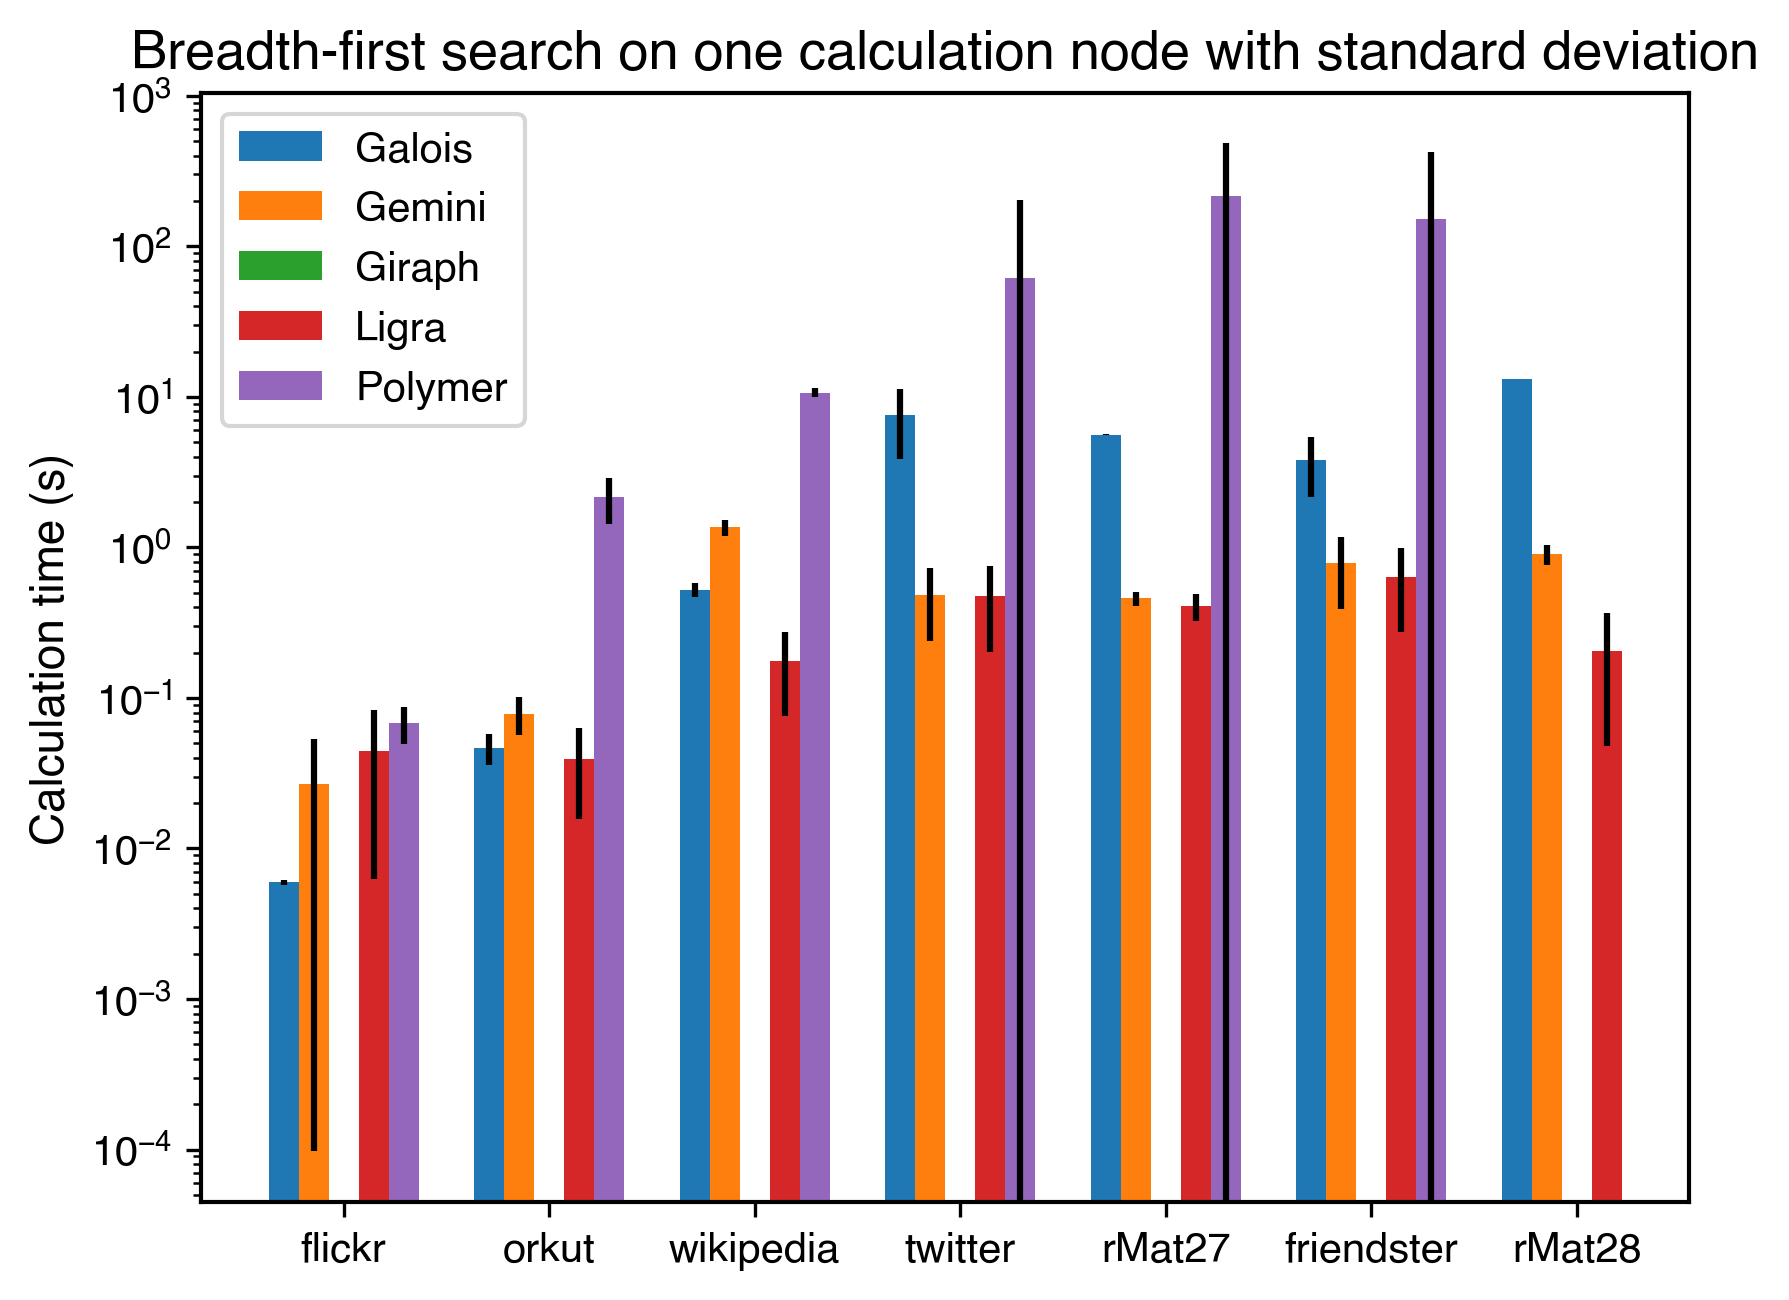 Breadth-first search on one calculation node with standard deviation
10³
10²
10¹
10⁰
10⁻¹
10⁻²
10⁻³
10⁻⁴
Calculation time (s)
Galois
Gemini
Giraph
Ligra
Polymer
flickr orkut wikipedia twitter rMat27 friendster rMat28